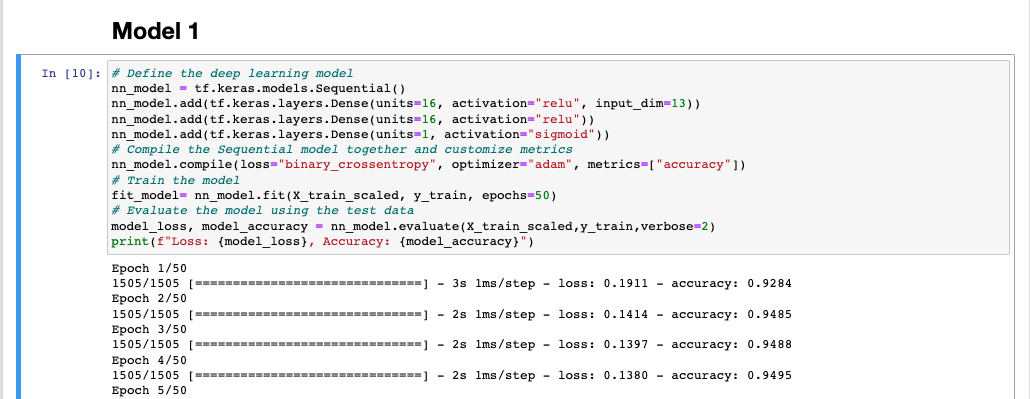 Model 1
In [10]: # Define the deep learning model
nn_model = tf.keras.models.Sequential()
nn_model.add(tf.keras.layers.Dense(units=16, activation="relu", input_dim=13))
nn_model.add(tf.keras.layers.Dense(units=16, activation="relu"))
nn_model.add(tf.keras.layers.Dense(units=1, activation="sigmoid"))
# Compile the Sequential model together and customize metrics
nn_model.compile(loss="binary_crossentropy", optimizer="adam", metrics=["accuracy"])
# Train the model
fit_model= nn_model.fit(X_train_scaled, y_train, epochs=50)
# Evaluate the model using the test data
model_loss, model_accuracy = nn_model.evaluate(X_train_scaled,y_train,verbose=2)
print(f"Loss: {model_loss}, Accuracy: {model_accuracy}")
Epoch 1/50
1505/1505 [==============================] - 3s 1ms/step - loss: 0.1911 - accuracy: 0.9284
Epoch 2/50
1505/1505 [==============================] - 2s 1ms/step - loss: 0.1414 - accuracy: 0.9485
Epoch 3/50
1505/1505 [==============================] - 2s 1ms/step - loss: 0.1397 - accuracy: 0.9488
Epoch 4/50
1505/1505 [==============================] - 2s 1ms/step - loss: 0.1380 - accuracy: 0.9495
Epoch 5/50